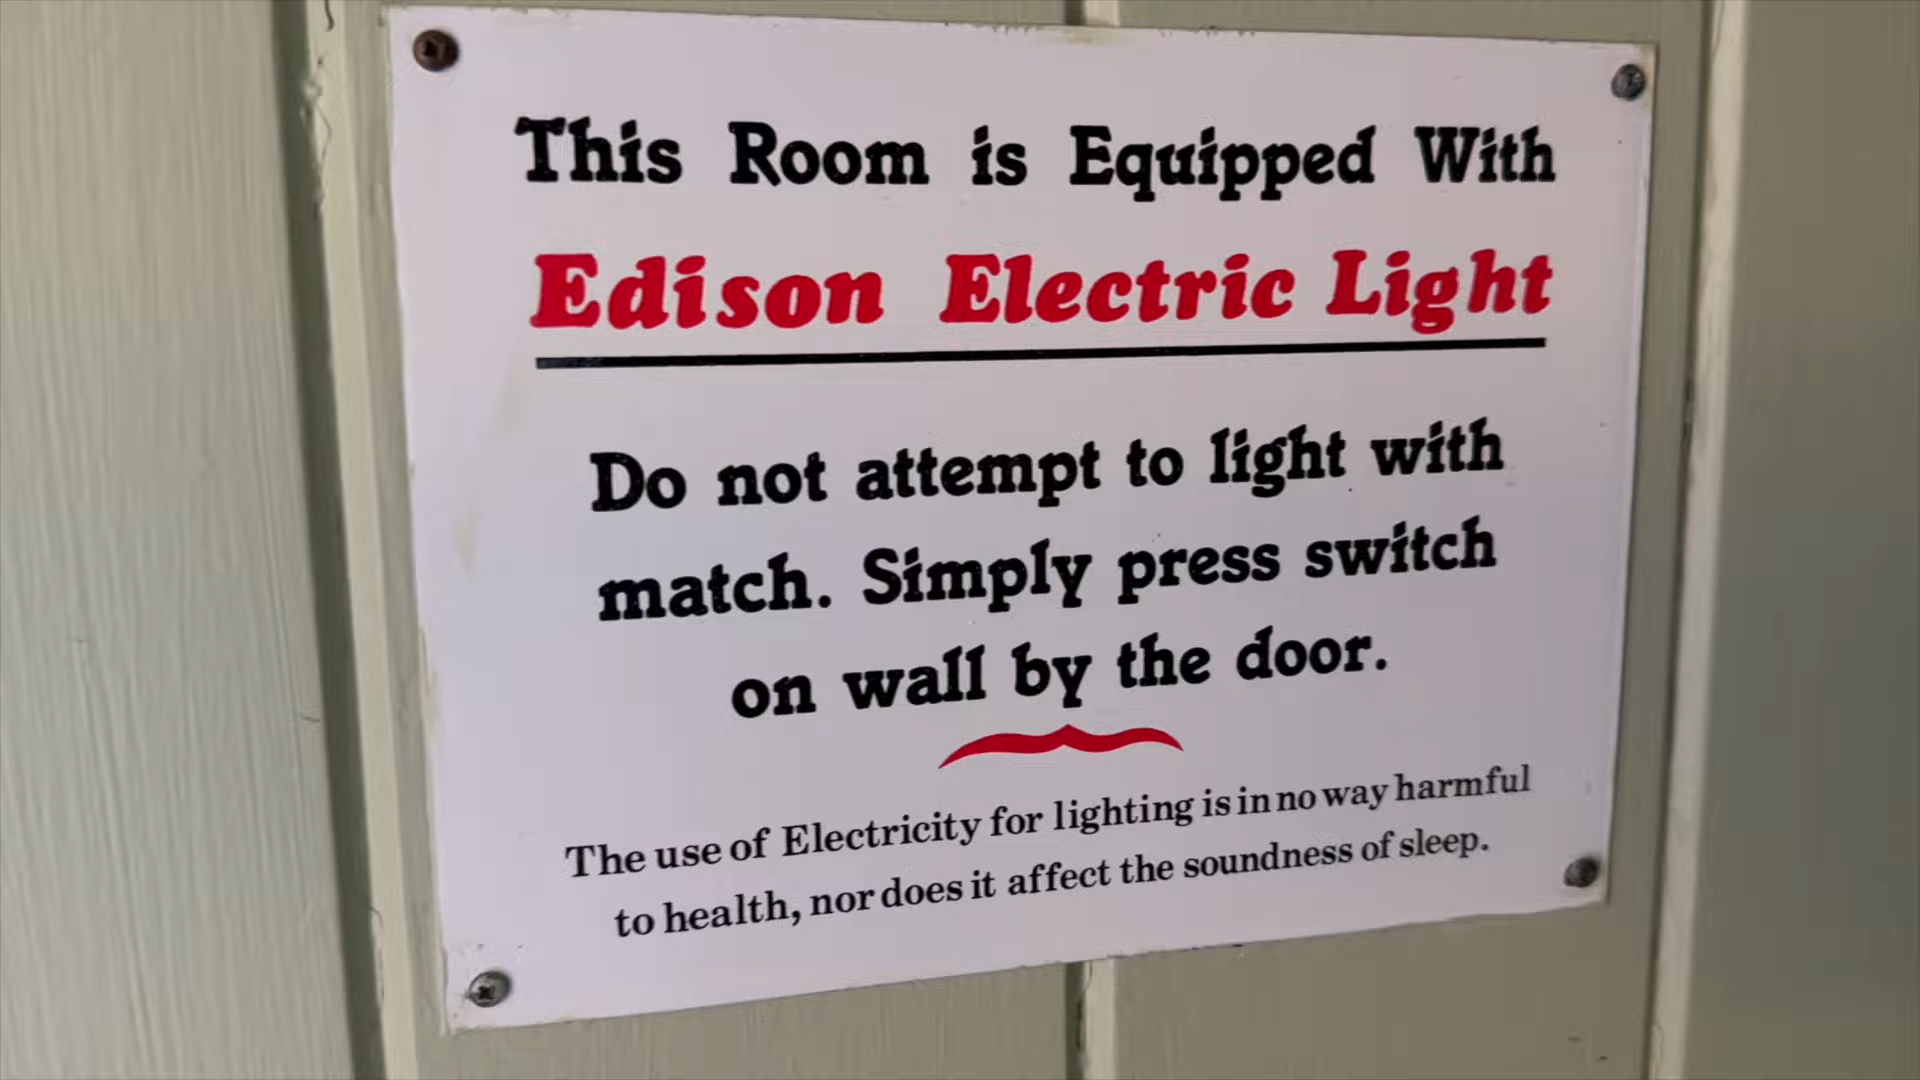 This Room is Equipped With
Edison Electric Light
Do not attempt to light with
match. Simply press switch
on wall by the door.
The use of Electricity for lighting is in no way harmful
to health, nor does it affect the soundness of sleep.